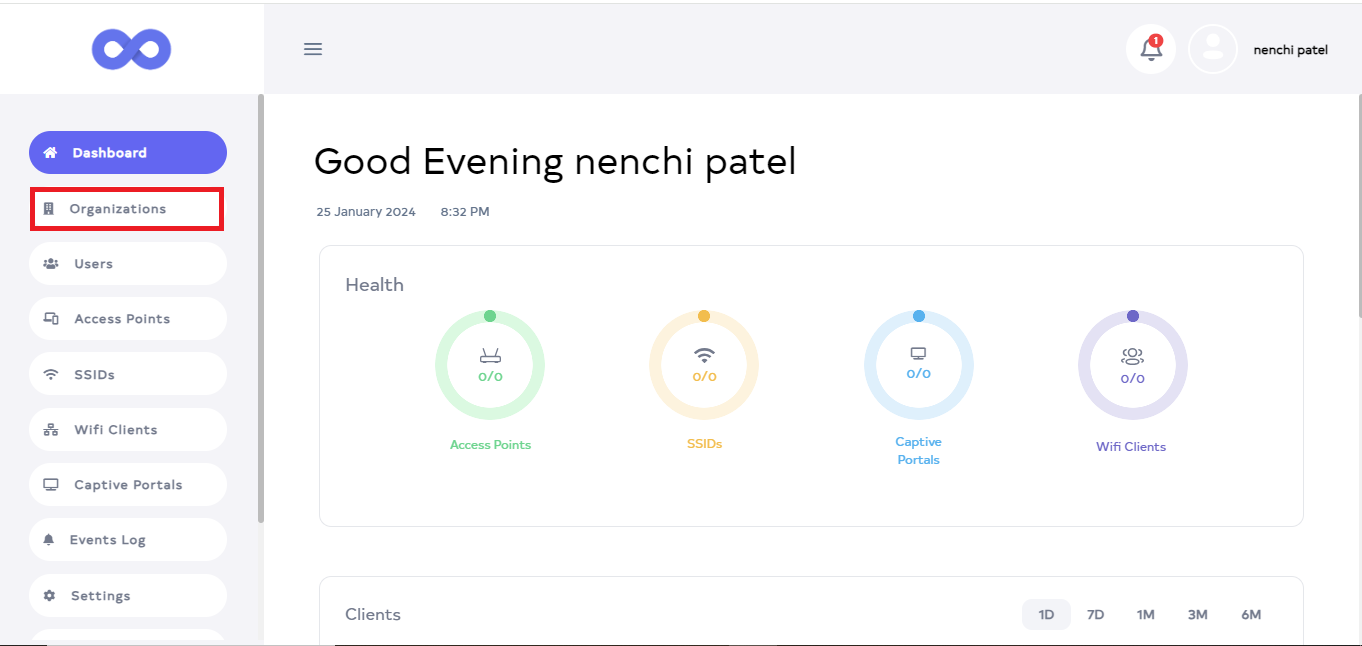 1
nenchi patel
Dashboard
Organizations
Users
Access Points
SSIDs
Wifi Clients
Captive Portals
Events Log
Settings
Good Evening nenchi patel
25 January 2024 8:32 PM
Health
0/0
Access Points
0/0
SSIDs
0/0
Captive
Portals
0/0
Wifi Clients
Clients
1D 7D 1M 3M 6M